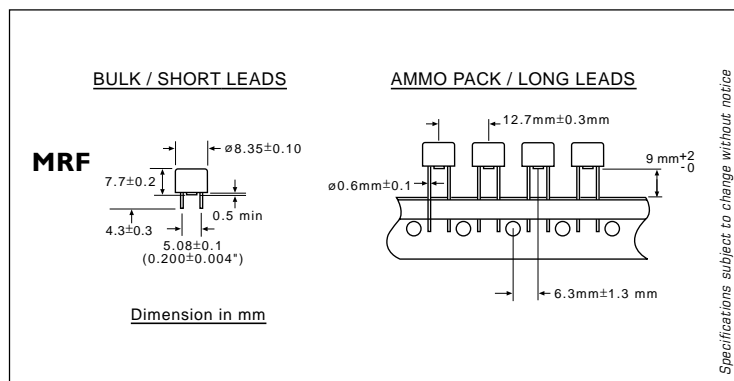 BULK / SHORT LEADS
MRF
ø8.35±0.10
7.7±0.2
0.5 min
4.3±0.3
5.08±0.1
(0.200±0.004")
Dimension in mm
AMMO PACK / LONG LEADS
12.7mm±0.3mm
9 mm+2
-0
ø0.6mm±0.1
6.3mm±1.3 mm
Specifications subject to change without notice